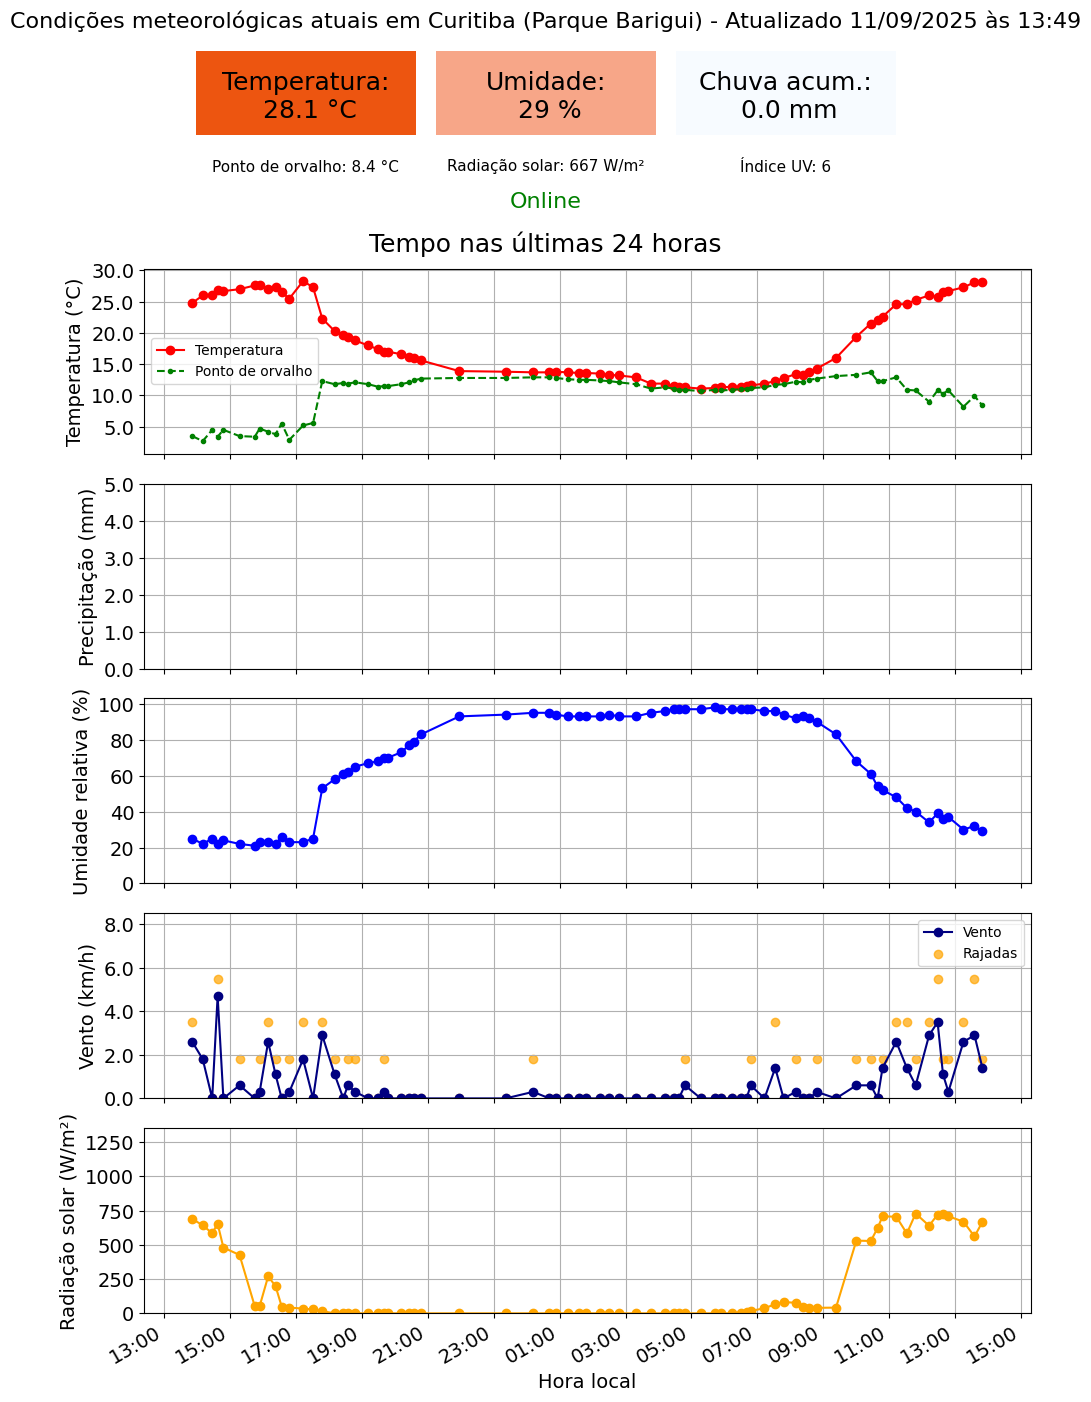 Condições meteorológicas atuais em Curitiba (Parque Barigui) - Atualizado 11/09/2025 às 13:49
Temperatura:
28.1 °C
Umidade:
29 %
Chuva acum.:
0.0 mm
Ponto de orvalho: 8.4 °C
Radiação solar: 667 W/m²
Índice UV: 6
Online
Tempo nas últimas 24 horas
Temperatura (°C)
30.0
25.0
20.0
15.0
10.0
5.0
Temperatura
Ponto de orvalho
Precipitação (mm)
5.0
4.0
3.0
2.0
1.0
0.0
Umidade relativa (%)
100
80
60
40
20
0
Vento (km/h)
8.0
6.0
4.0
2.0
0.0
Vento
Rajadas
Radiação solar (W/m²)
1250
1000
750
500
250
0
13:00 15:00 17:00 19:00 21:00 23:00 01:00 03:00 05:00 07:00 09:00 11:00 13:00 15:00
Hora local